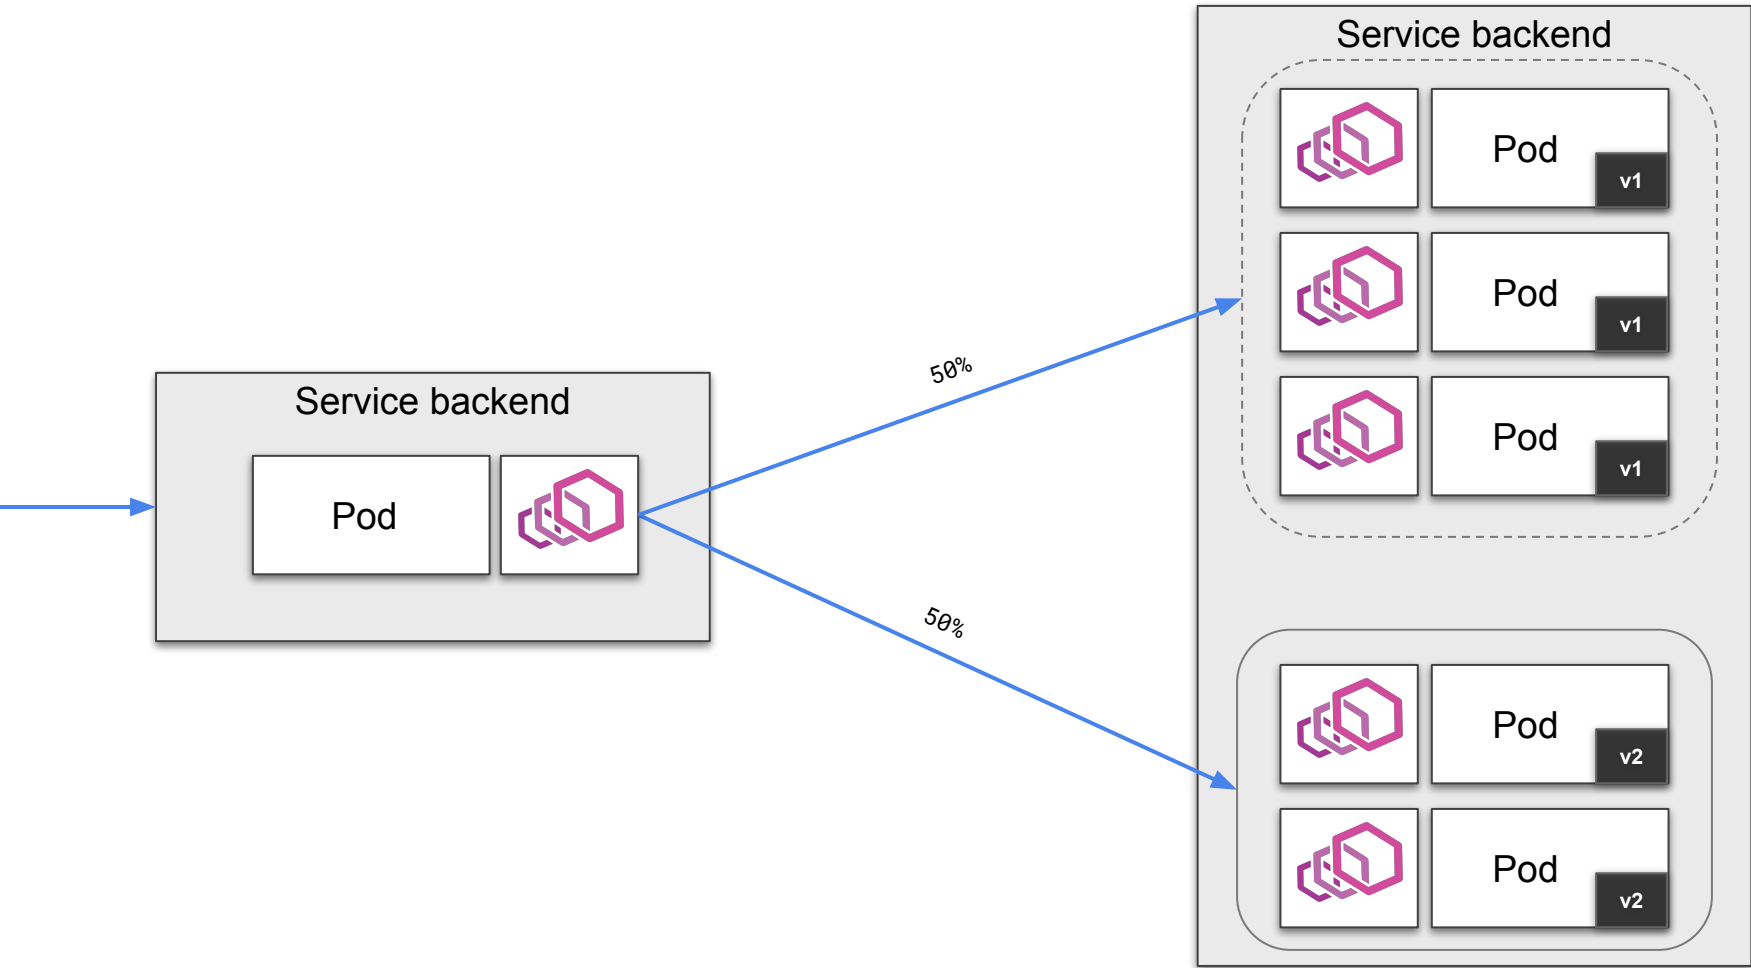 Service backend
Pod
50%
50%
Service backend
Pod
v1
Pod
v1
Pod
v1
Pod
v2
Pod
v2